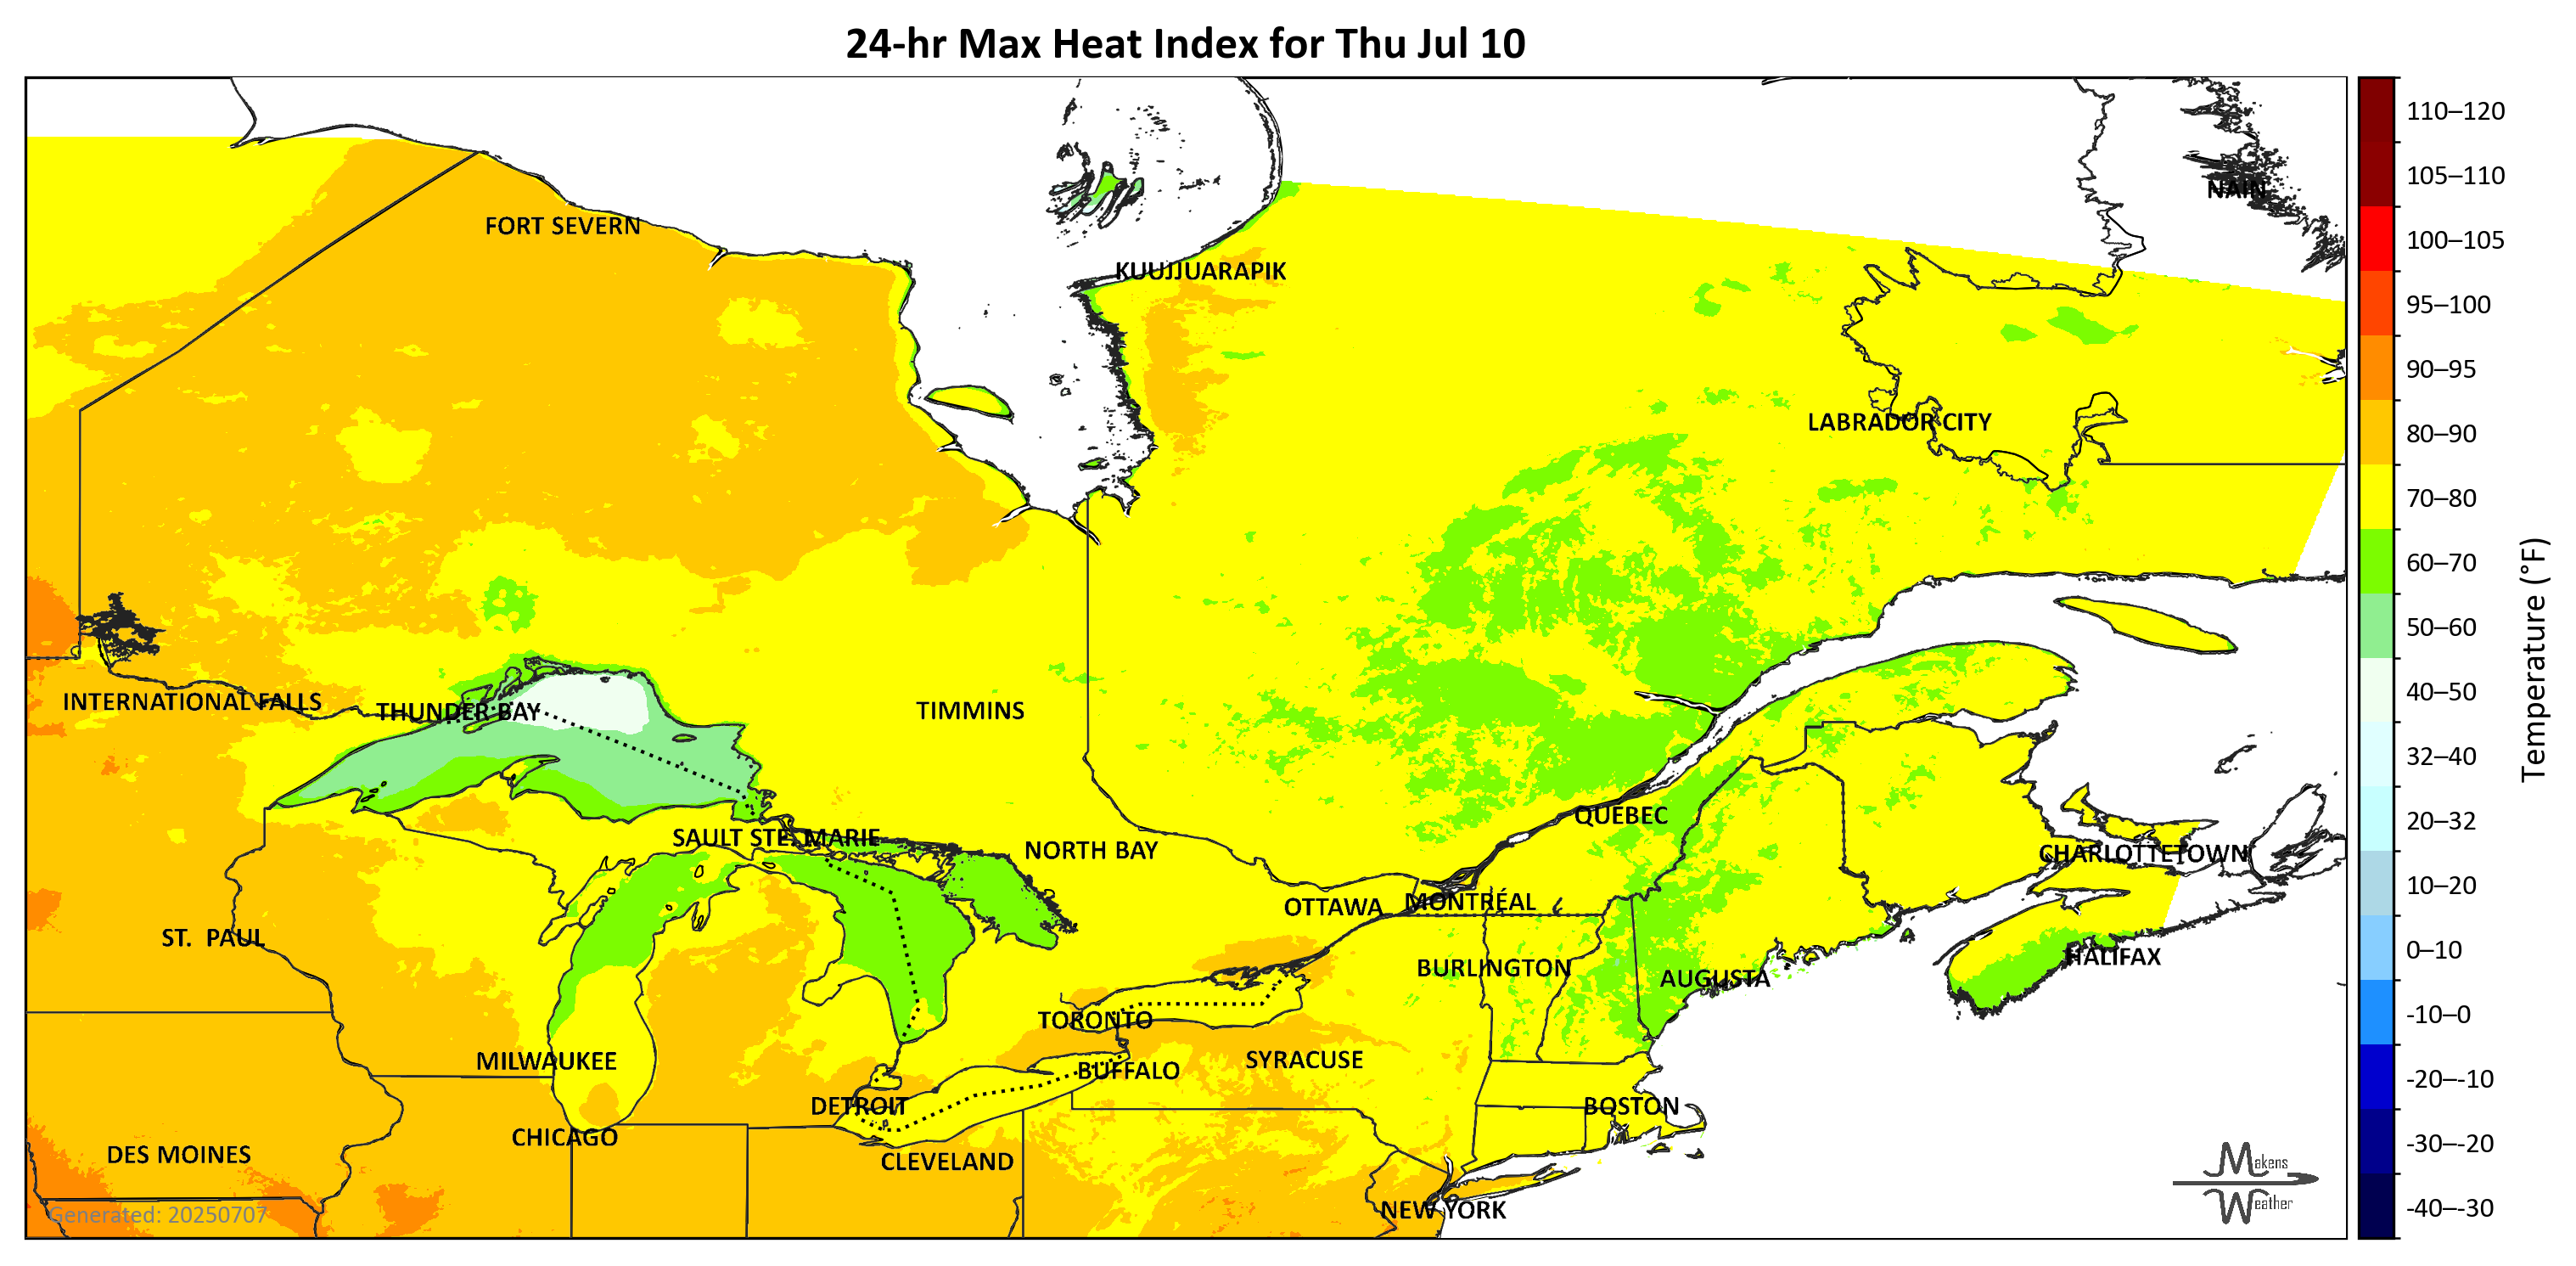 24-hr Max Heat Index for Thu Jul 10
NAIN
FORT SEVERN
KUUJJUARAPIK
LABRADOR CITY
INTERNATIONAL FALLS
THUNDER BAY
TIMMINS
QUÉBEC
SAULT STE. MARIE
NORTH BAY
CHARLOTTETOWN
OTTAWA
MONTRÉAL
ST. PAUL
HALIFAX
BURLINGTON
AUGUSTA
TORONTO
MILWAUKEE
SYRACUSE
BUFFALO
DETROIT
BOSTON
CHICAGO
DES MOINES
CLEVELAND
NEW YORK
Generated: 20250707
Makens
Weather
110–120
105–110
100–105
95–100
90–95
80–90
70–80
60–70
50–60
40–50
32–40
20–32
10–20
0–10
-10–0
-20–-10
-30–-20
-40–-30
Temperature (°F)